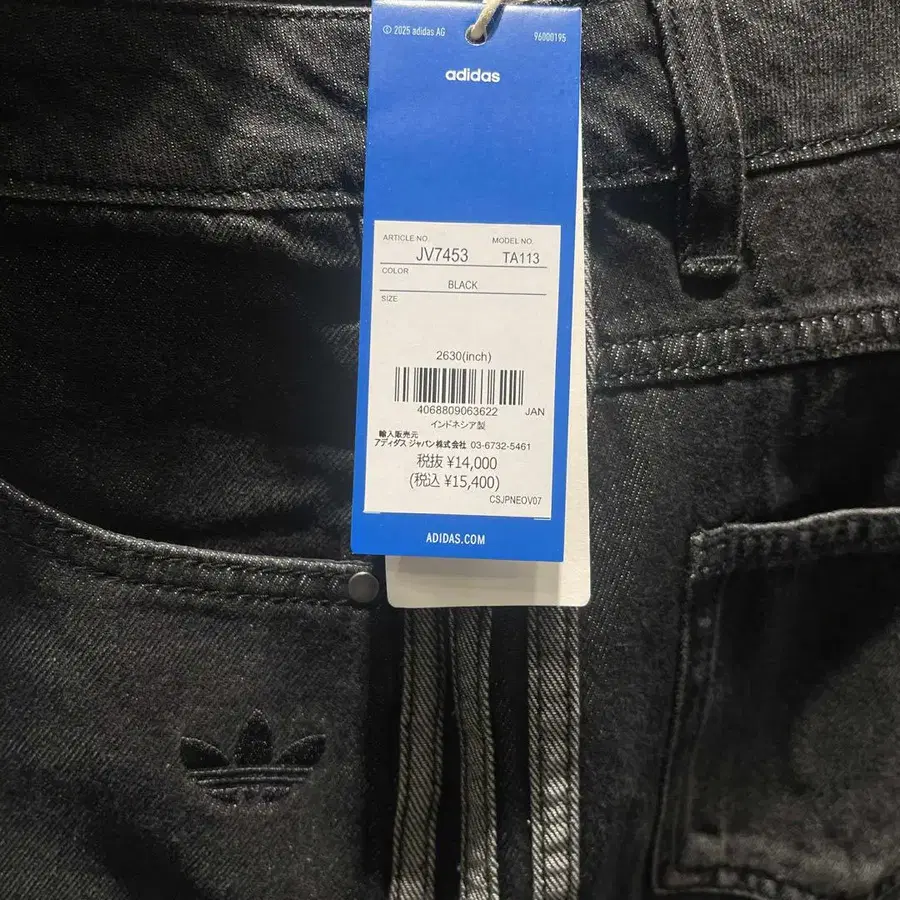 © 2025 adidas AG 96000195
adidas
ARTICLE NO. MODEL NO.
JV7453 TA113
COLOR
BLACK
SIZE
2630(inch)
4068809063622 JAN
インドネシア製
輸入販売元
アディダス ジャパン株式会社 03-6732-5461
税抜 ¥14,000
(税込 ¥15,400)
CSJPNEOV07
ADIDAS.COM